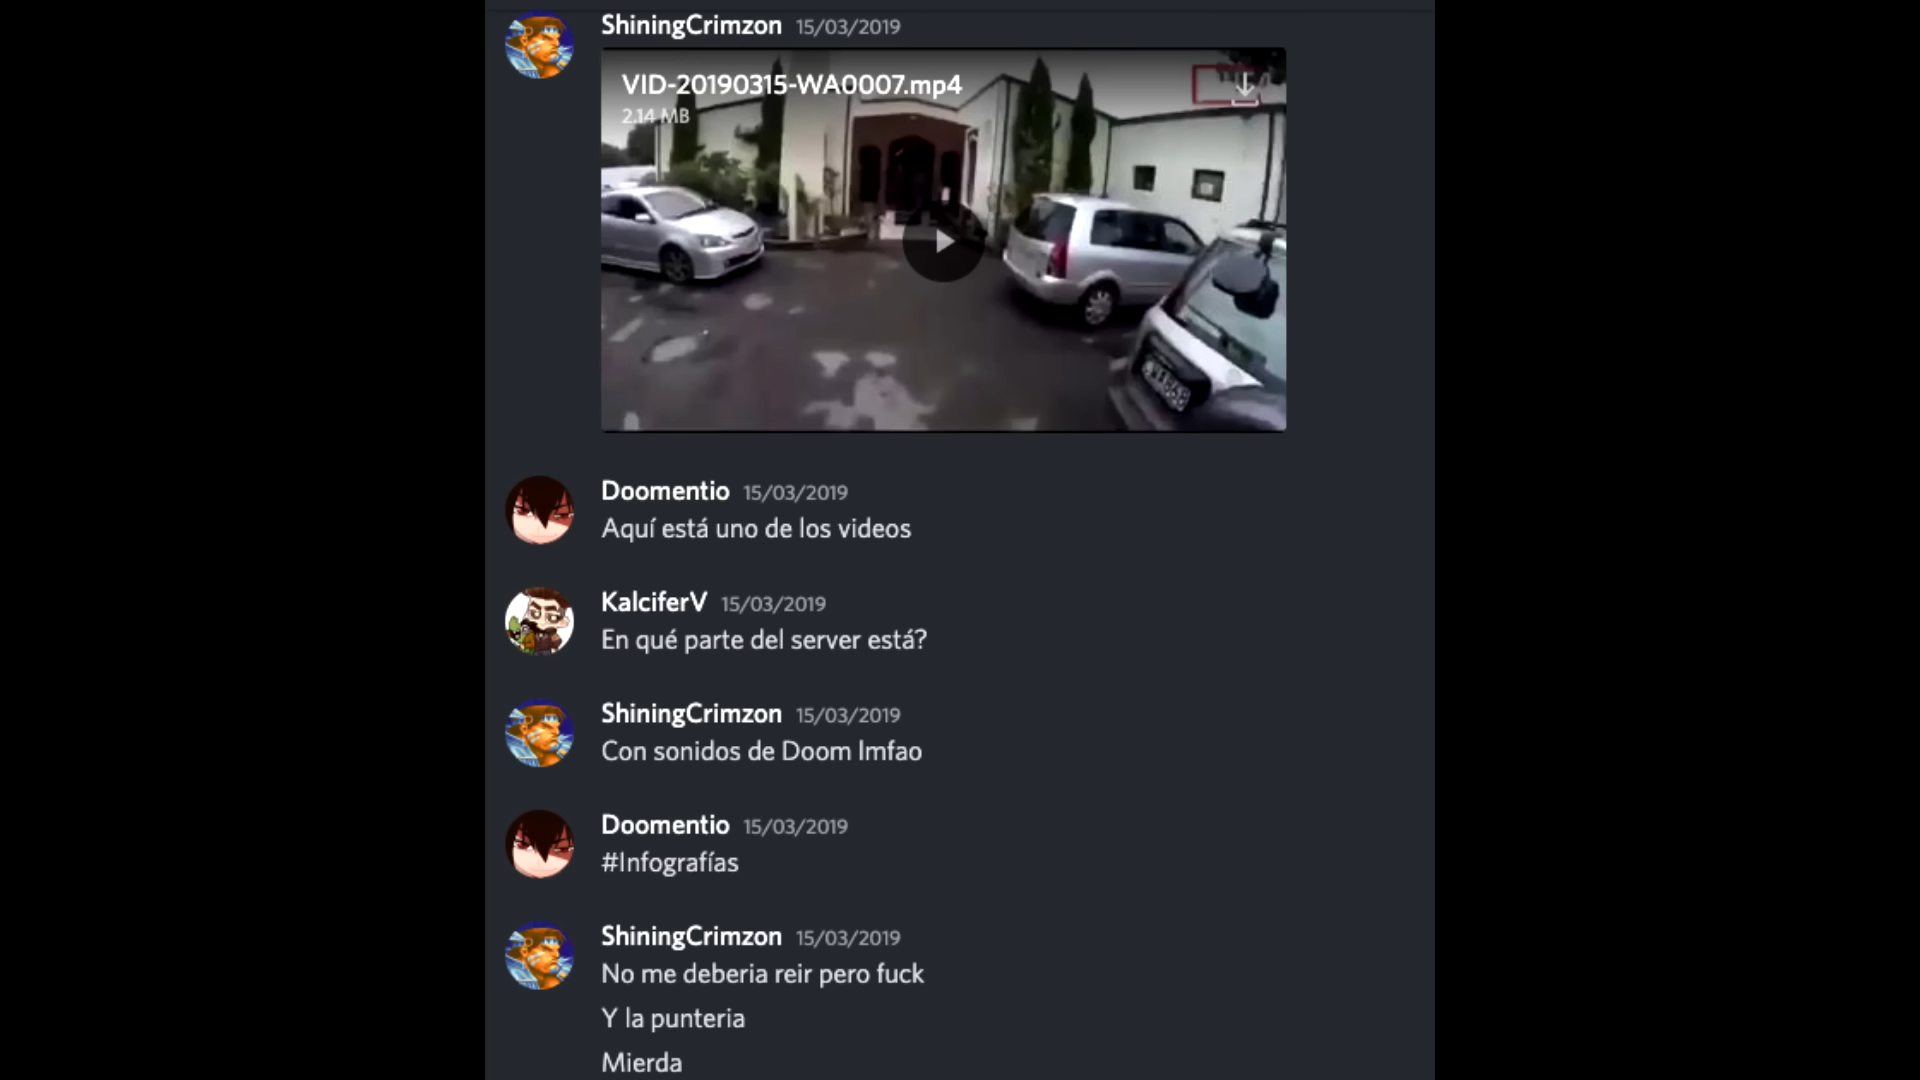 ShiningCrimzon 15/03/2019
VID-20190315-WA0007.mp4
2.14 MB
Doomentio 15/03/2019
Aquí está uno de los videos
KalciferV 15/03/2019
En qué parte del server está?
ShiningCrimzon 15/03/2019
Con sonidos de Doom lmfao
Doomentio 15/03/2019
#Infografías
ShiningCrimzon 15/03/2019
No me deberia reir pero fuck
Y la punteria
Mierda